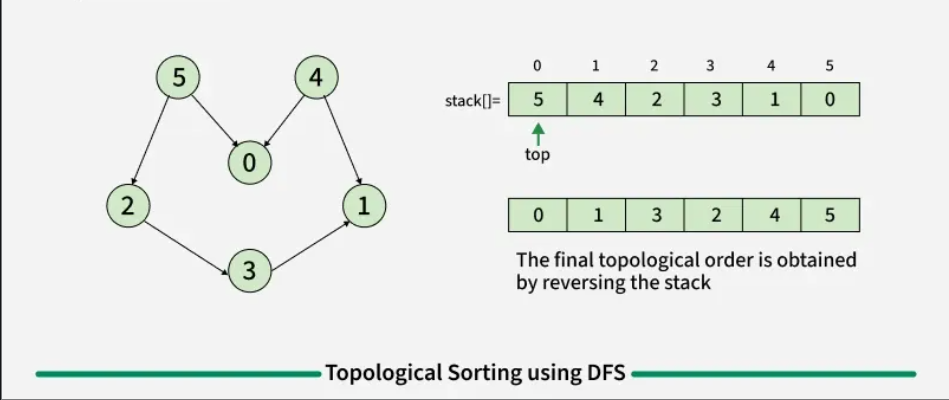 5 4
0
2 1
3
0 1 2 3 4 5
stack[]= 5 4 2 3 1 0
top
0 1 3 2 4 5
The final topological order is obtained
by reversing the stack
Topological Sorting using DFS